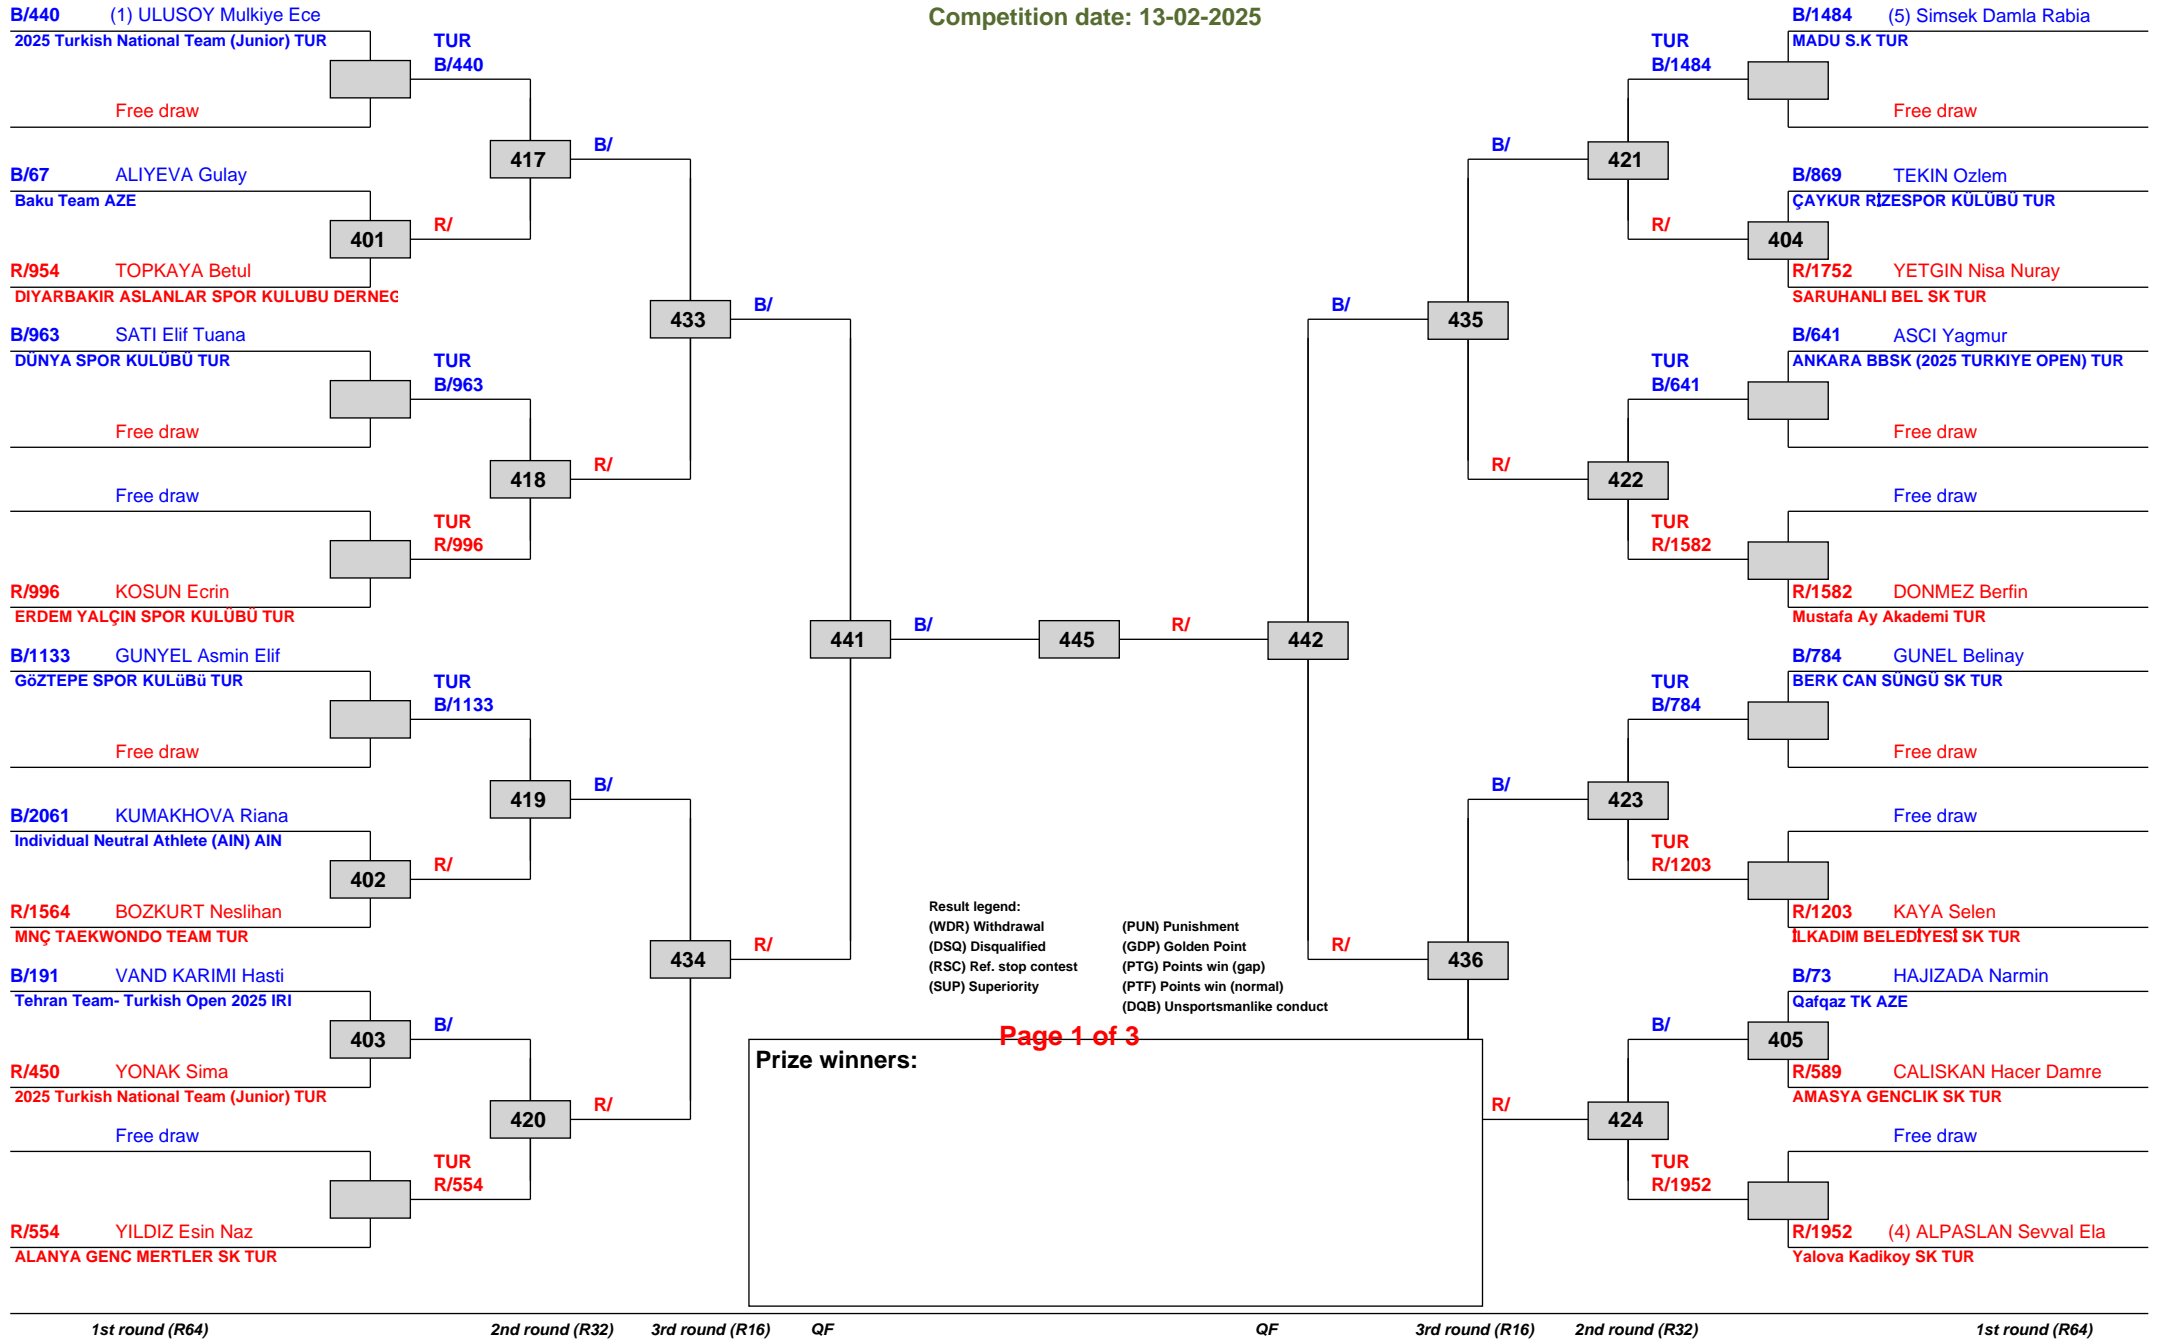 Competition date: 13-02-2025
B/440 (1) ULUSOY Mulkiye Ece
2025 Turkish National Team (Junior) TUR
Free draw
TUR
B/440
B/67 ALIYEVA Gulay
Baku Team AZE
401
R/
R/954 TOPKAYA Betul
DIYARBAKIR ASLANLAR SPOR KULUBU DERNEG
417
B/
B/963 SATI Elif Tuana
DÜNYA SPOR KULÜBÜ TUR
Free draw
TUR
B/963
Free draw
TUR
R/996
R/996 KOSUN Ecrin
ERDEM YALÇIN SPOR KULÜBÜ TUR
418
R/
433
B/
B/1133 GUNYEL Asmin Elif
GöZTEPE SPOR KULüBü TUR
Free draw
TUR
B/1133
B/2061 KUMAKHOVA Riana
Individual Neutral Athlete (AIN) AIN
402
R/
R/1564 BOZKURT Neslihan
MNÇ TAEKWONDO TEAM TUR
419
B/
B/191 VAND KARIMI Hasti
Tehran Team- Turkish Open 2025 IRI
403
B/
R/450 YONAK Sima
2025 Turkish National Team (Junior) TUR
Free draw
TUR
R/554
R/554 YILDIZ Esin Naz
ALANYA GENC MERTLER SK TUR
420
R/
434
R/
441
B/
445
R/
442
B/1484 (5) Simsek Damla Rabia
MADU S.K TUR
Free draw
TUR
B/1484
B/869 TEKIN Ozlem
ÇAYKUR RİZESPOR KÜLÜBÜ TUR
404
R/
R/1752 YETGIN Nisa Nuray
SARUHANLI BEL SK TUR
421
B/
B/641 ASCI Yagmur
ANKARA BBSK (2025 TURKIYE OPEN) TUR
Free draw
TUR
B/641
Free draw
TUR
R/1582
R/1582 DONMEZ Berfin
Mustafa Ay Akademi TUR
422
R/
435
B/
B/784 GUNEL Belinay
BERK CAN SÜNGÜ SK TUR
Free draw
TUR
B/784
Free draw
TUR
R/1203
R/1203 KAYA Selen
İLKADIM BELEDİYESİ SK TUR
423
B/
B/73 HAJIZADA Narmin
Qafqaz TK AZE
405
B/
R/589 CALISKAN Hacer Damre
AMASYA GENCLIK SK TUR
Free draw
TUR
R/1952
R/1952 (4) ALPASLAN Sevval Ela
Yalova Kadikoy SK TUR
424
R/
436
R/
Result legend:
(WDR) Withdrawal (PUN) Punishment
(DSQ) Disqualified (GDP) Golden Point
(RSC) Ref. stop contest (PTG) Points win (gap)
(SUP) Superiority (PTF) Points win (normal)
(DQB) Unsportsmanlike conduct
Page 1 of 3
Prize winners:
1st round (R64) 2nd round (R32) 3rd round (R16) QF QF 3rd round (R16) 2nd round (R32) 1st round (R64)